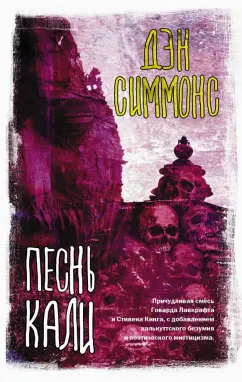 ДЭН
СИММОНС
ПЕСНЬ
КАЛИ
Причудливая смесь
Говарда Лавкрафта
и Стивена Кинга, с добавлением
калькуттского безумия
и поэтического мистицизма.